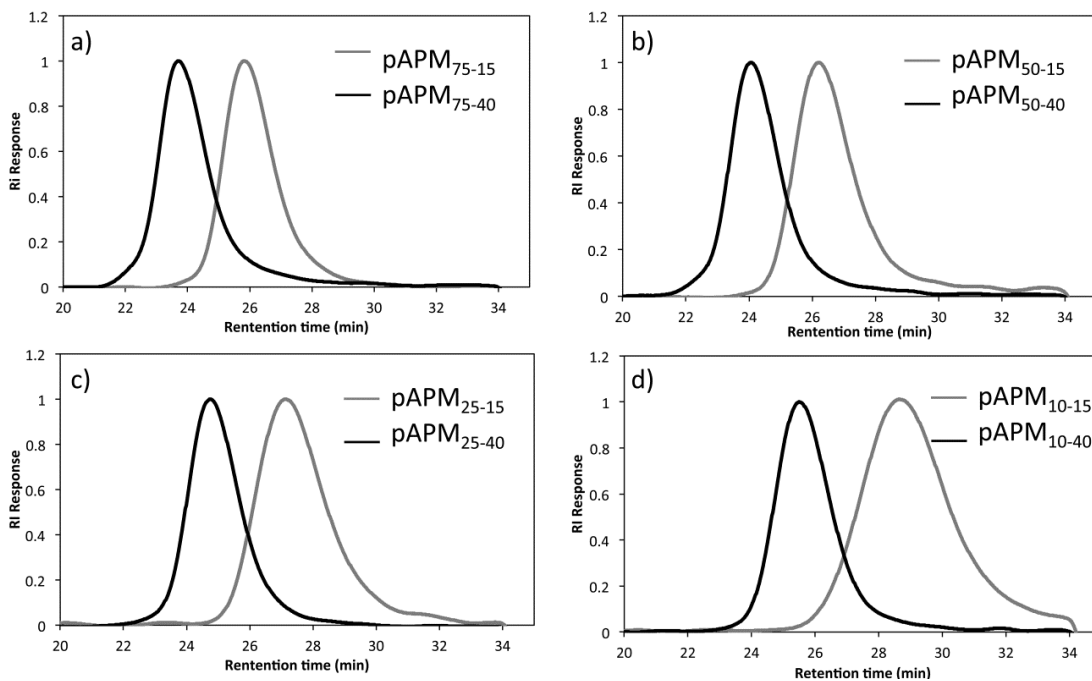 a)
pAPM75-15
pAPM75-40
RI Response
1.2
1
0.8
0.6
0.4
0.2
0
20 22 24 26 28 30 32 34
Rentention time (min)
b)
pAPM50-15
pAPM50-40
RI Response
1.2
1
0.8
0.6
0.4
0.2
0
20 22 24 26 28 30 32 34
Rentention time (min)
c)
pAPM25-15
pAPM25-40
RI Response
1.2
1
0.8
0.6
0.4
0.2
0
20 22 24 26 28 30 32 34
Rentention time (min)
d)
pAPM10-15
pAPM10-40
RI Response
1.2
1
0.8
0.6
0.4
0.2
0
20 22 24 26 28 30 32 34
Retention time (min)